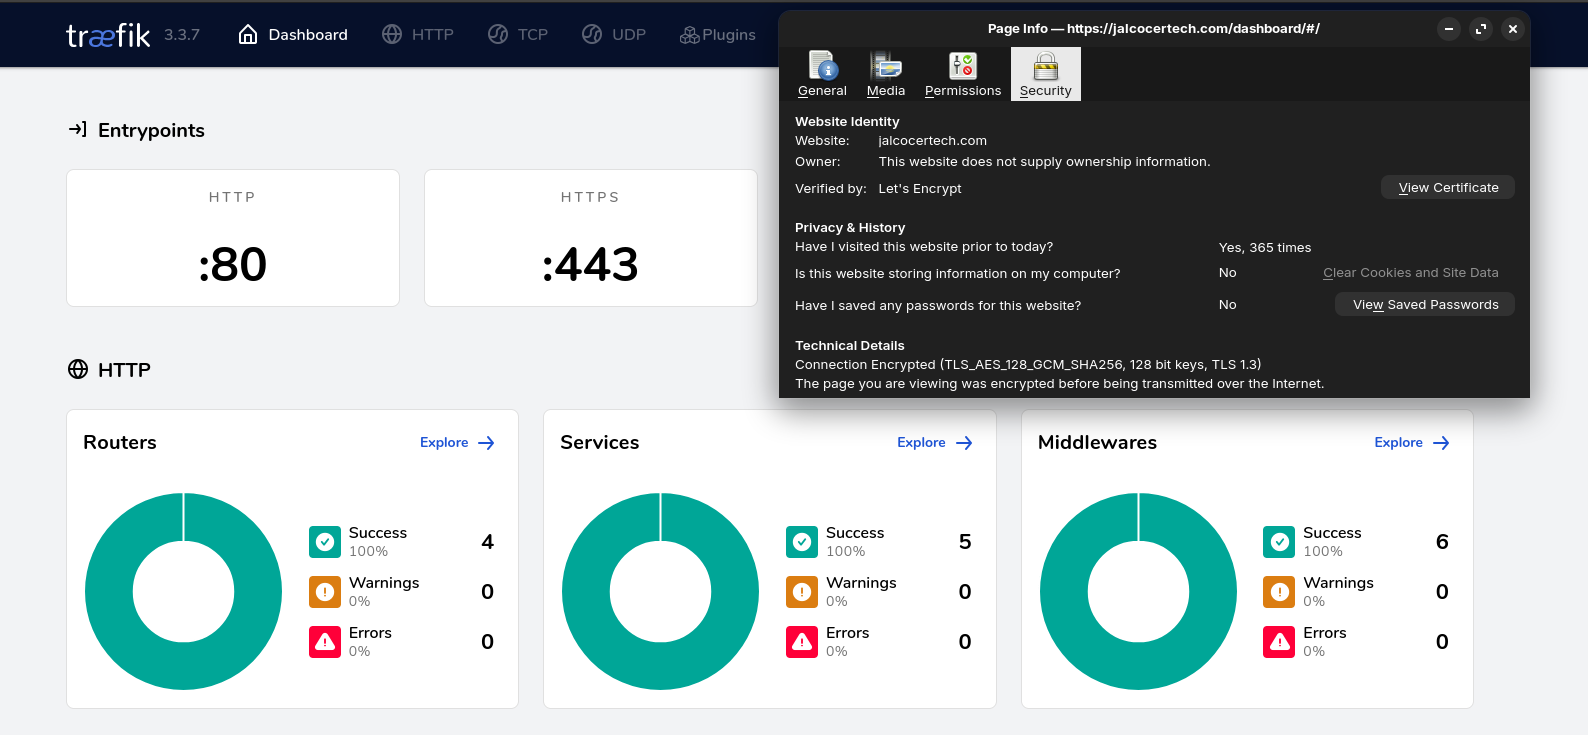 træfik 3.3.7 Dashboard HTTP TCP UDP Plugins
Entrypoints
HTTP
:80
HTTPS
:443
HTTP
Routers
Explore
Success
100%
4
Warnings
0%
0
Errors
0%
0
Services
Explore
Success
100%
5
Warnings
0%
0
Errors
0%
0
Middlewares
Explore
Success
100%
6
Warnings
0%
0
Errors
0%
0
Page Info — https://jalcocertech.com/dashboard/#/
General Media Permissions Security
Website Identity
Website: jalcocertech.com
Owner: This website does not supply ownership information.
Verified by: Let's Encrypt View Certificate
Privacy & History
Have I visited this website prior to today? Yes, 365 times
Is this website storing information on my computer? No Clear Cookies and Site Data
Have I saved any passwords for this website? No View Saved Passwords
Technical Details
Connection Encrypted (TLS_AES_128_GCM_SHA256, 128 bit keys, TLS 1.3)
The page you are viewing was encrypted before being transmitted over the Internet.